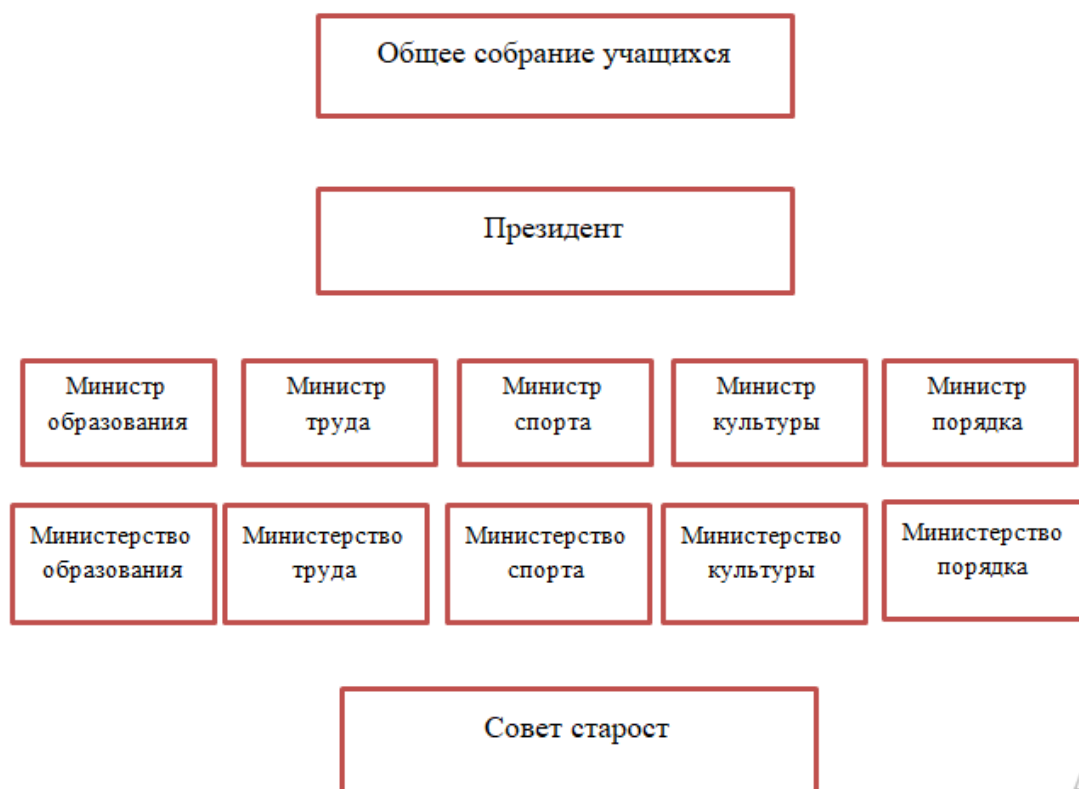 Общее собрание учащихся
Президент
Министр
образования
Министр
труда
Министр
спорта
Министр
культуры
Министр
порядка
Министерство
образования
Министерство
труда
Министерство
спорта
Министерство
культуры
Министерство
порядка
Совет старост